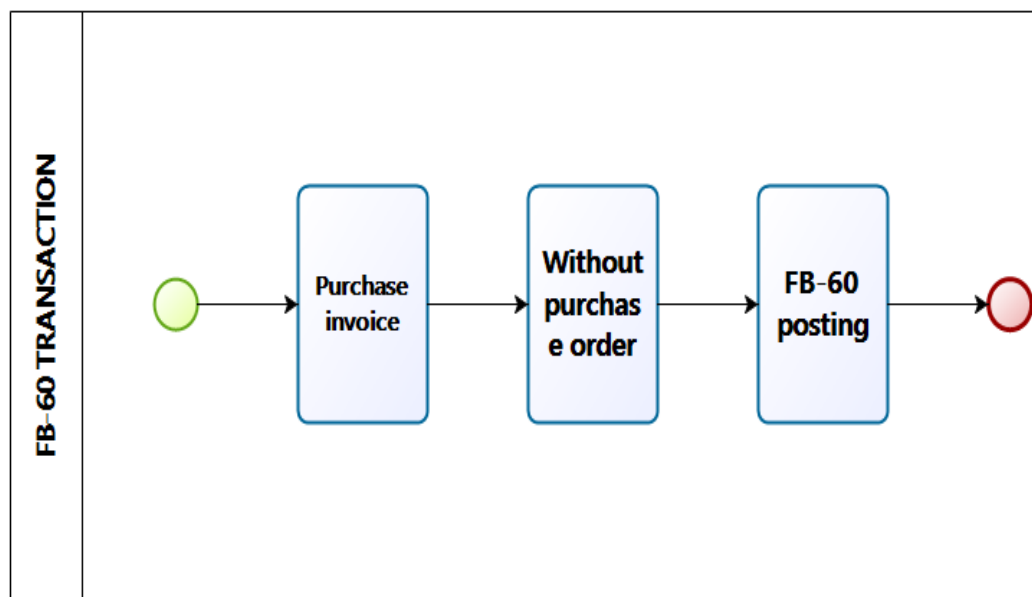 FB-60 TRANSACTION
Purchase
invoice
Without
purchas
e order
FB-60
posting